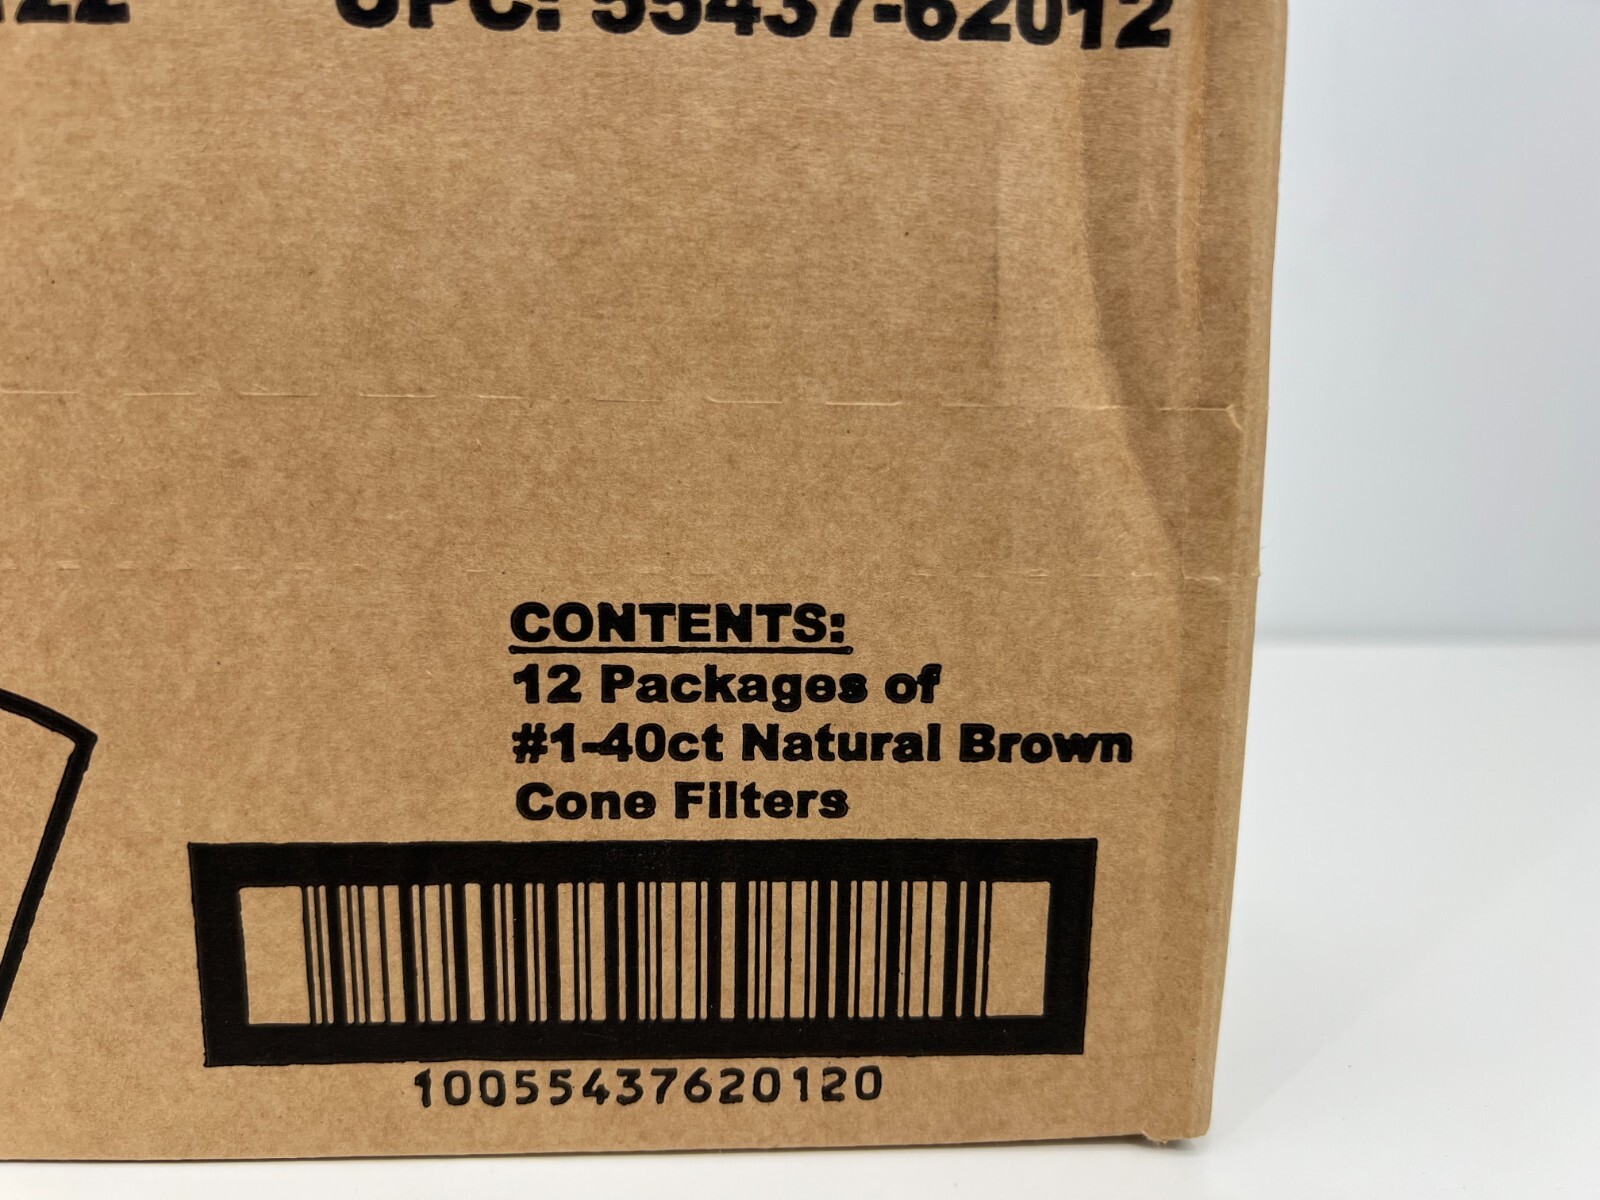 UPC: 55437-62012
CONTENTS:
12 Packages of
#1-40ct Natural Brown
Cone Filters
10055437620120